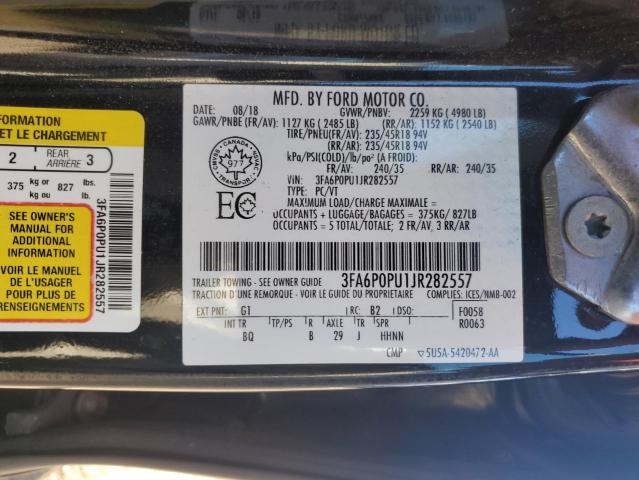 FORMATION
ET LE CHARGEMENT
2 REAR ARRIÈRE 3
375 kg or kg ou 827 lbs. lb.
SEE OWNER'S
MANUAL FOR
ADDITIONAL
INFORMATION
VOIR LE MANUEL
DE L'USAGER
POUR PLUS DE
RENSEIGNEMENTS
3FA6P0PU1JR282557
MFD. BY FORD MOTOR CO.
DATE: 08/18 GVWR/PNBV: 2259 KG ( 4980 LB)
GAWR/PNBE (FR/AV): 1127 KG ( 2485 LB) (RR/AR): 1152 KG ( 2540 LB)
TIRE/PNEU(FR/AV): 235/45R18 94V
(RR/AR): 235/45R18 94V
kPa/PSI(COLD)/lb/po² (A FROID):
FR/AV: 240/35 RR/AR: 240/35
VIN: 3FA6P0PU1JR282557
TYPE: PC/VT
MAXIMUM LOAD/CHARGE MAXIMALE =
OCCUPANTS + LUGGAGE/BAGAGES = 375KG/ 827LB
OCCUPANTS = 5 TOTAL/TOTALE: 2 FR/AV, 3 RR/AR
CANADA
977
TRANSPORT
EC
3FA6P0PU1JR282557
TRAILER TOWING - SEE OWNER GUIDE
TRACTION D'UNE REMORQUE - VOIR LE GUIDE COMPLIES: ICES/NMB-002
EXT PNT: G1 RC: B2 DSO: F0058
INT TR TP/PS R AXLE TR SPR R0063
BQ B 29 J HHNN
CMP 5U5A-5420472-AA